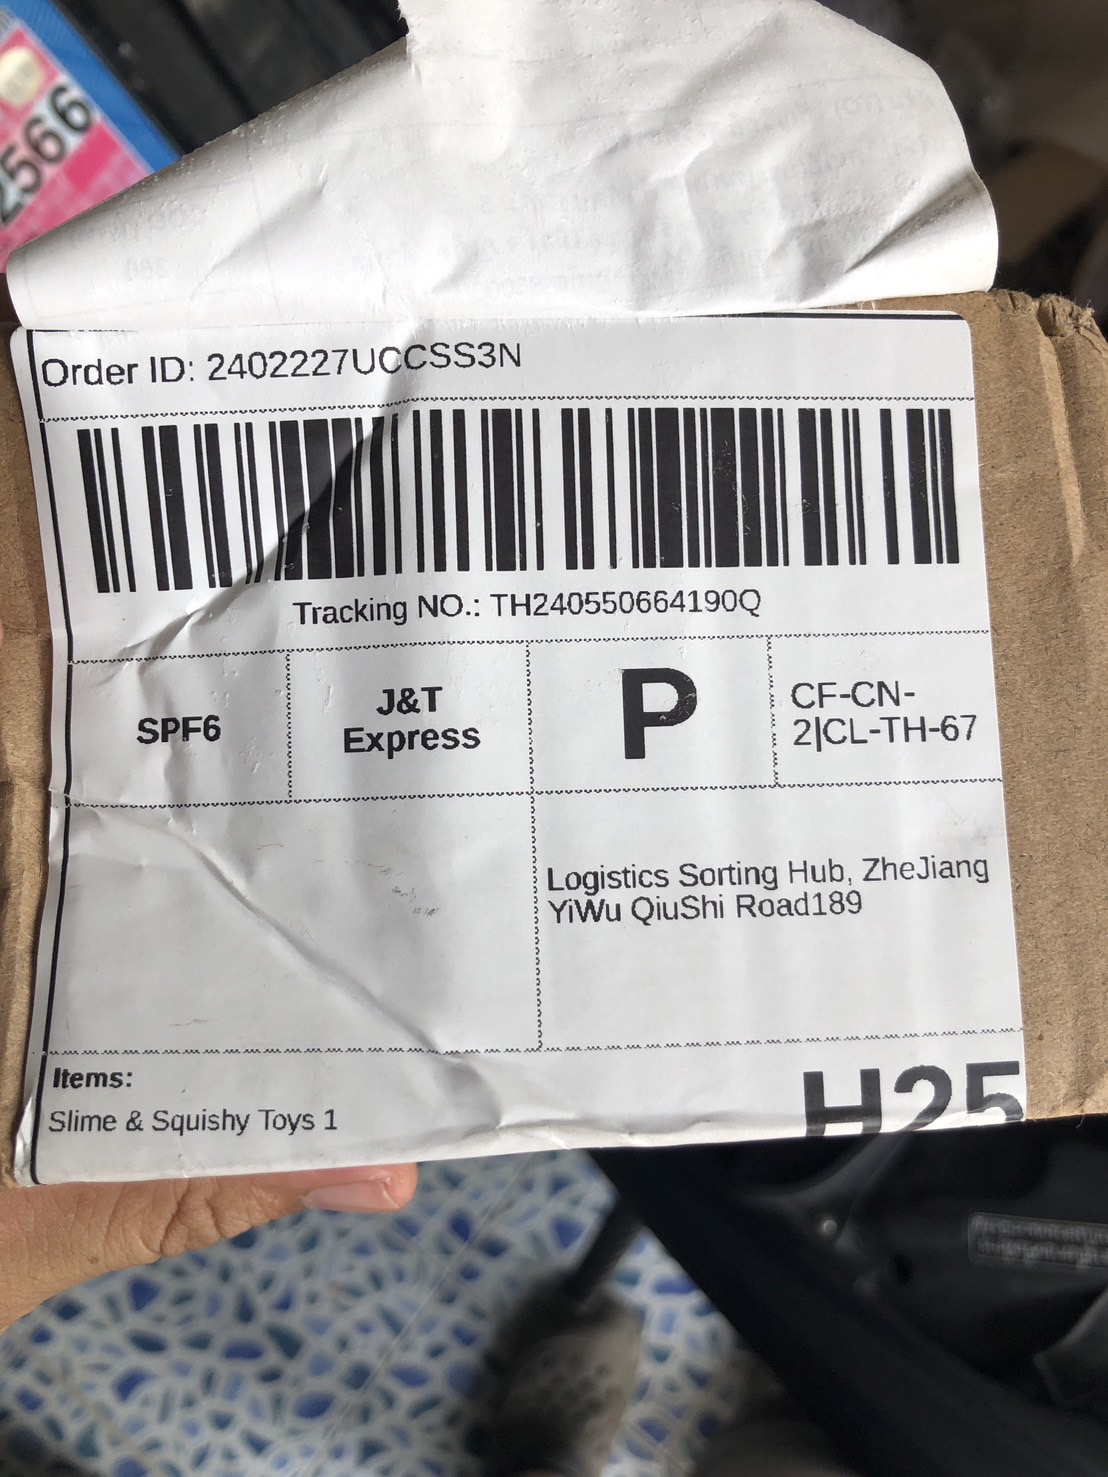 2566
Order ID: 2402227UCCSS3N
Tracking NO.: TH240550664190Q
SPF6
J&T
Express
P
CF-CN-
2|CL-TH-67
Logistics Sorting Hub, ZheJiang
YiWu QiuShi Road189
Items:
Slime & Squishy Toys 1
H25